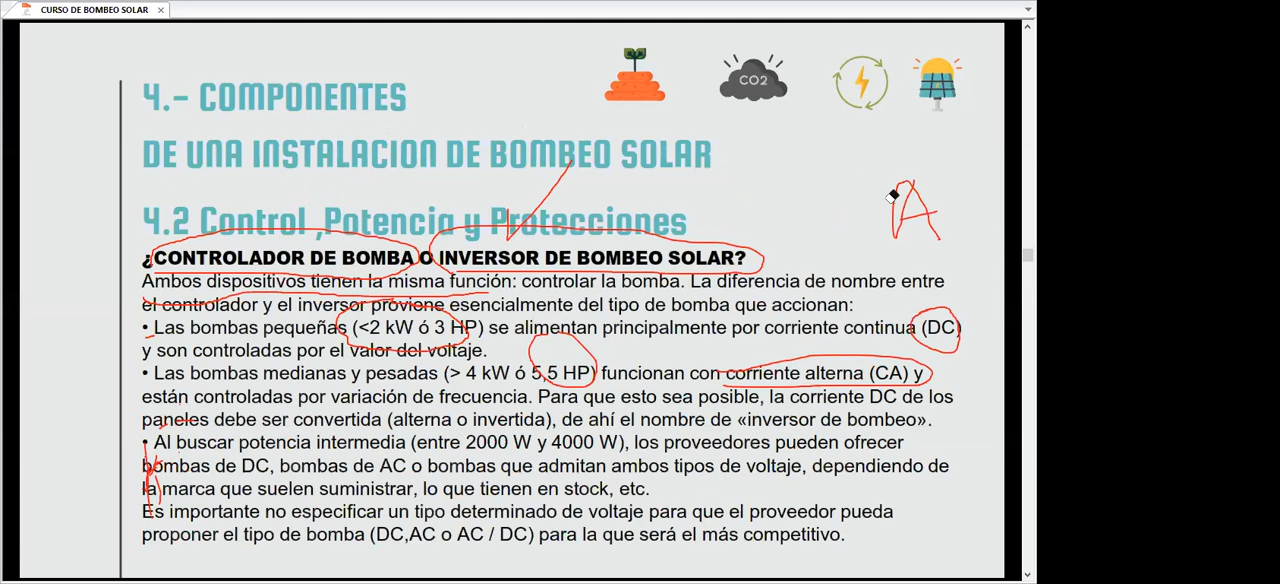 CURSO DE BOMBEO SOLAR
CO2
4.- COMPONENTES
DE UNA INSTALACION DE BOMBEO SOLAR
A
4.2 Control ,Potencia y Protecciones
¿CONTROLADOR DE BOMBA O INVERSOR DE BOMBEO SOLAR?
Ambos dispositivos tienen la misma función: controlar la bomba. La diferencia de nombre entre
el controlador y el inversor proviene esencialmente del tipo de bomba que accionan:
• Las bombas pequeñas (<2 kW ó 3 HP) se alimentan principalmente por corriente continua (DC)
y son controladas por el valor del voltaje.
• Las bombas medianas y pesadas (> 4 kW ó 5,5 HP) funcionan con corriente alterna (CA) y
están controladas por variación de frecuencia. Para que esto sea posible, la corriente DC de los
paneles debe ser convertida (alterna o invertida), de ahí el nombre de «inversor de bombeo».
• Al buscar potencia intermedia (entre 2000 W y 4000 W), los proveedores pueden ofrecer
bombas de DC, bombas de AC o bombas que admitan ambos tipos de voltaje, dependiendo de
la marca que suelen suministrar, lo que tienen en stock, etc.
Es importante no especificar un tipo determinado de voltaje para que el proveedor pueda
proponer el tipo de bomba (DC,AC o AC / DC) para la que será el más competitivo.